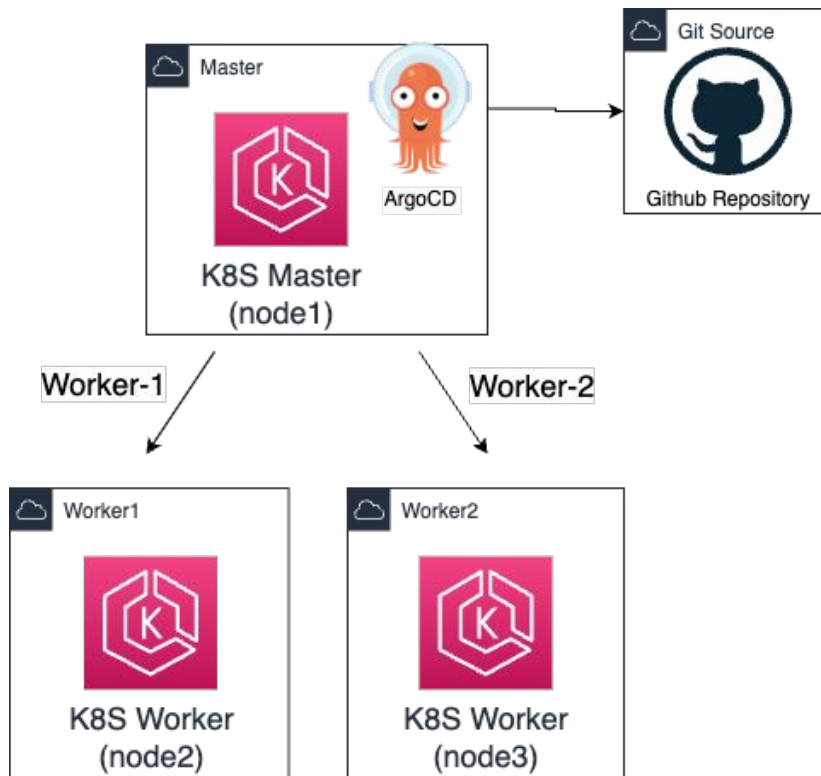 Master
ArgoCD
K
K8S Master
(node1)
Git Source
Github Repository
Worker-1
Worker-2
Worker1
K
K8S Worker
(node2)
Worker2
K
K8S Worker
(node3)